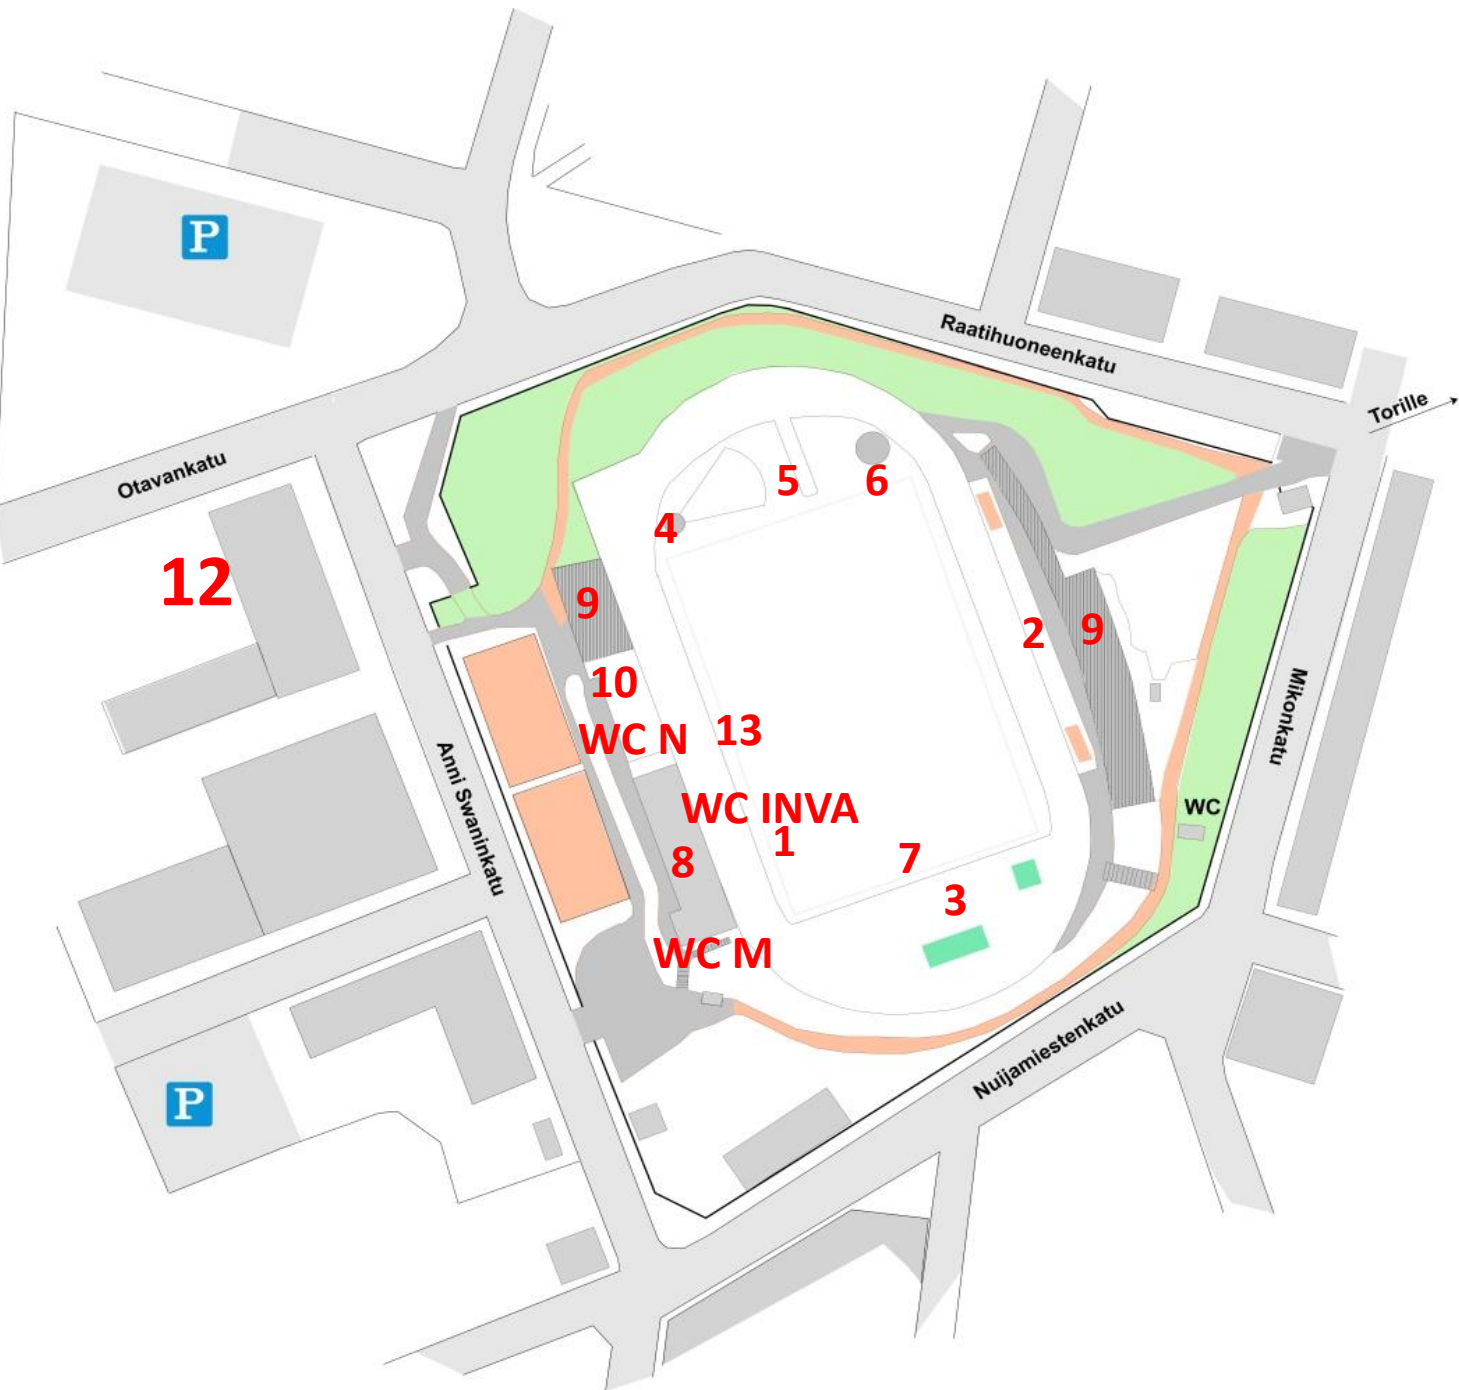 P
Raatihuoneenkatu
Torille
Otavankatu
5
6
4
12
9
2
9
10
WC N
13
Mikonkatu
Anni Swaninkatu
WC INVA
WC
1
8
7
3
WC M
Nuijamiestenkatu
P